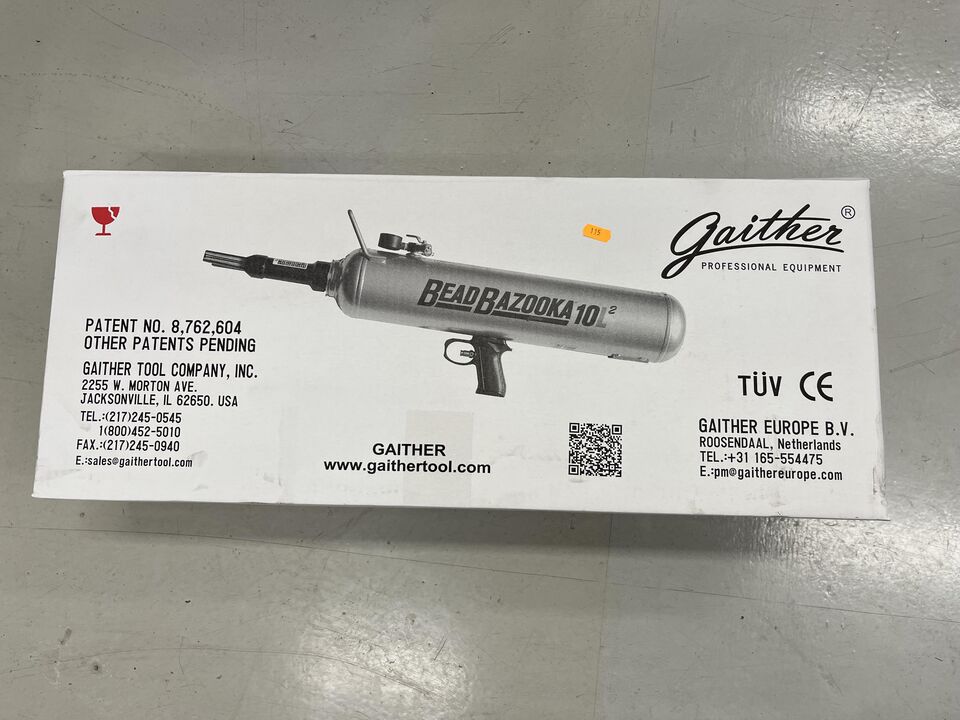 115
gaither®
PROFESSIONAL EQUIPMENT
BEADBAZOOKA 10L²
PATENT NO. 8,762,604
OTHER PATENTS PENDING
GAITHER TOOL COMPANY, INC.
2255 W. MORTON AVE.
JACKSONVILLE, IL 62650. USA
TEL.:(217)245-0545
1(800)452-5010
FAX.:(217)245-0940
E.:sales@gaithertool.com
GAITHER
www.gaithertool.com
TÜV CE
GAITHER EUROPE B.V.
ROOSENDAAL, Netherlands
TEL.:+31 165-554475
E.:pm@gaithereurope.com